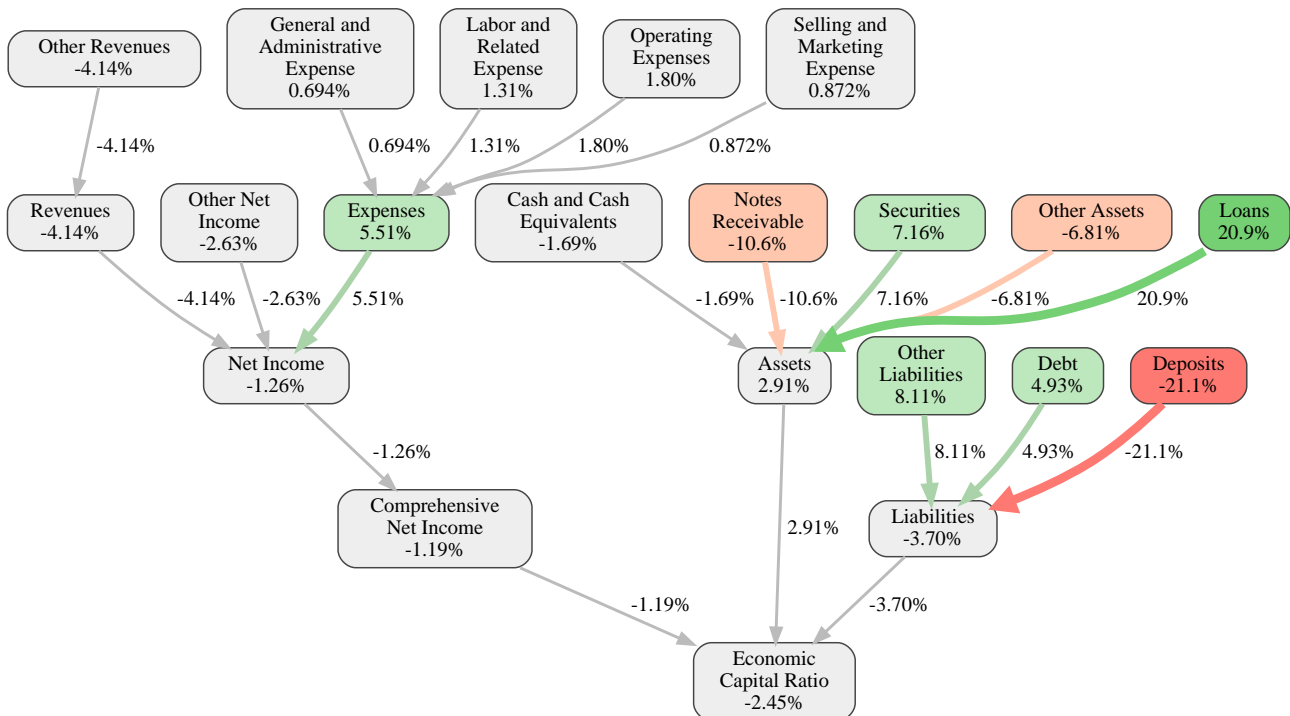 Other Revenues
-4.14%
General and
Administrative
Expense
0.694%
Labor and
Related
Expense
1.31%
Operating
Expenses
1.80%
Selling and
Marketing
Expense
0.872%
-4.14%
0.694%
1.31%
1.80%
0.872%
Revenues
-4.14%
Other Net
Income
-2.63%
Expenses
5.51%
Cash and Cash
Equivalents
-1.69%
Notes
Receivable
-10.6%
Securities
7.16%
Other Assets
-6.81%
Loans
20.9%
-4.14%
-2.63%
5.51%
-1.69%
-10.6%
7.16%
-6.81%
20.9%
Net Income
-1.26%
Assets
2.91%
Other
Liabilities
8.11%
Debt
4.93%
Deposits
-21.1%
-1.26%
8.11%
4.93%
-21.1%
Comprehensive
Net Income
-1.19%
2.91%
Liabilities
-3.70%
-1.19%
-3.70%
Economic
Capital Ratio
-2.45%